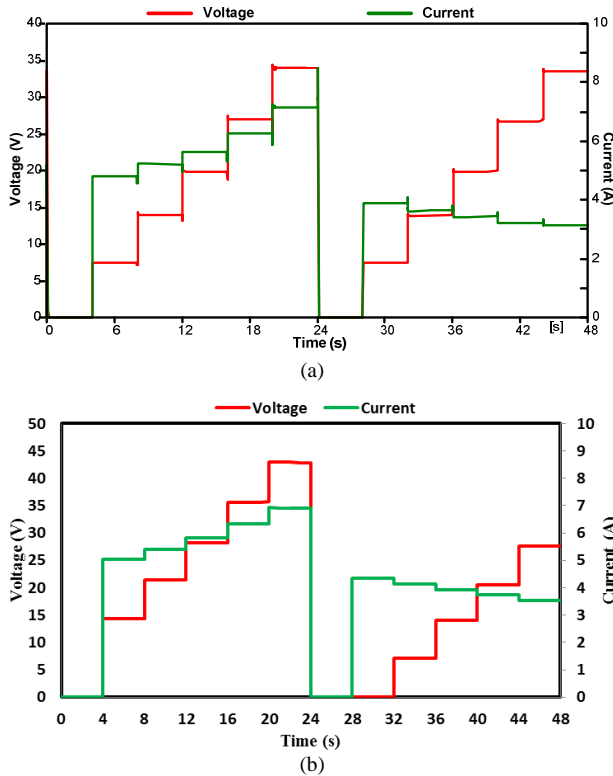 Voltage Current
40 10
35
30 8
25
6
20
15 4
10
2
5
0 0
0 6 12 18 24 30 36 42 [s] 48
Voltage (V)
Current (A)
Time (s)
(a)
Voltage Current
50 10
45 9
40 8
35 7
30 6
25 5
20 4
15 3
10 2
5 1
0 0
0 4 8 12 16 20 24 28 32 36 40 44 48
Voltage (V)
Current (A)
Time (s)
(b)